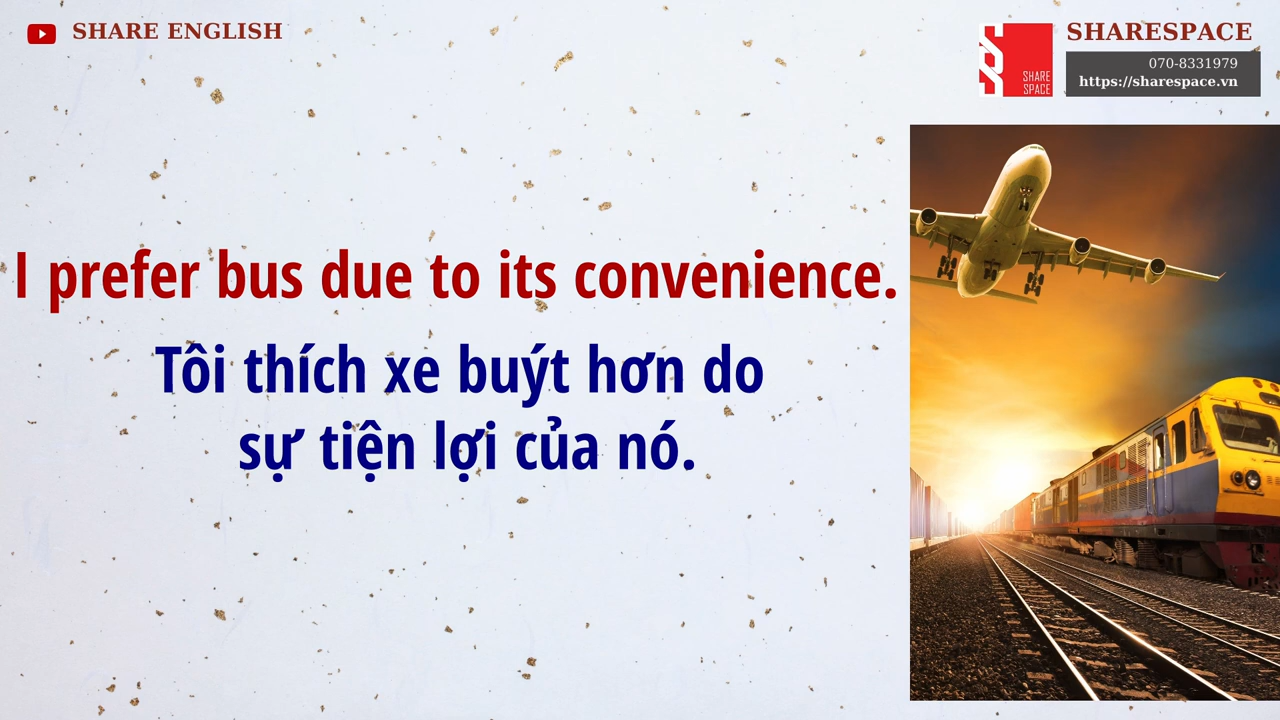 SHARE ENGLISH
SHARESPACE
070-8331979
https://sharespace.vn
SHARE
SPACE
I prefer bus due to its convenience.
Tôi thích xe buýt hơn do
sự tiện lợi của nó.